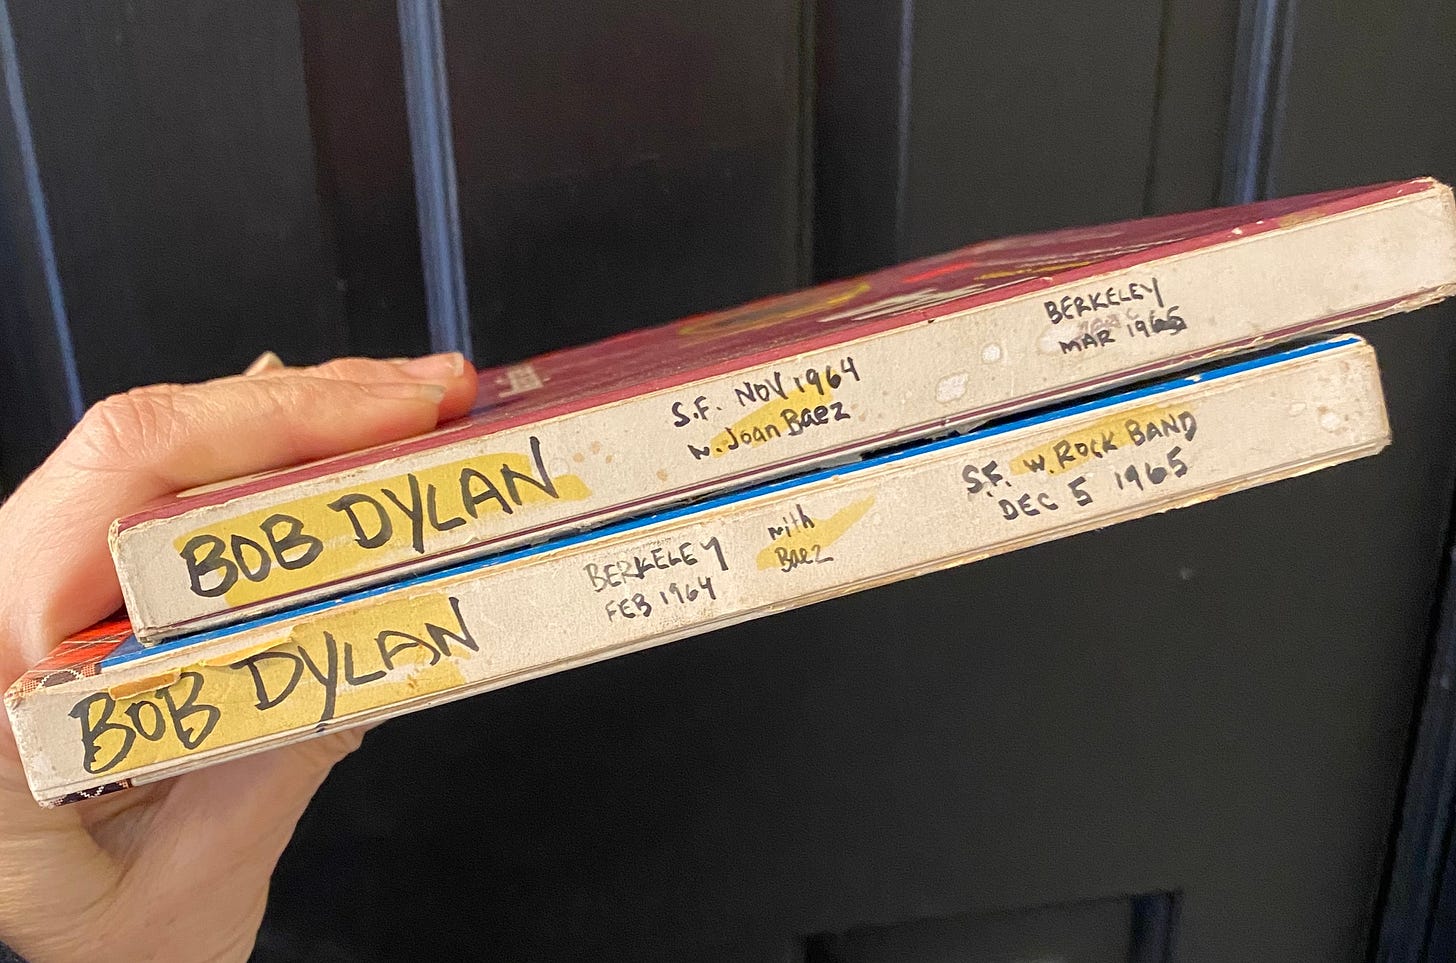 BOB DYLAN
S.F. NOV 1964
w. Joan Baez
BERKELEY
MAR 1965
BOB DYLAN
BERKELEY
FEB 1964
with
Baez
S.F. w. ROCK BAND
DEC 5 1965